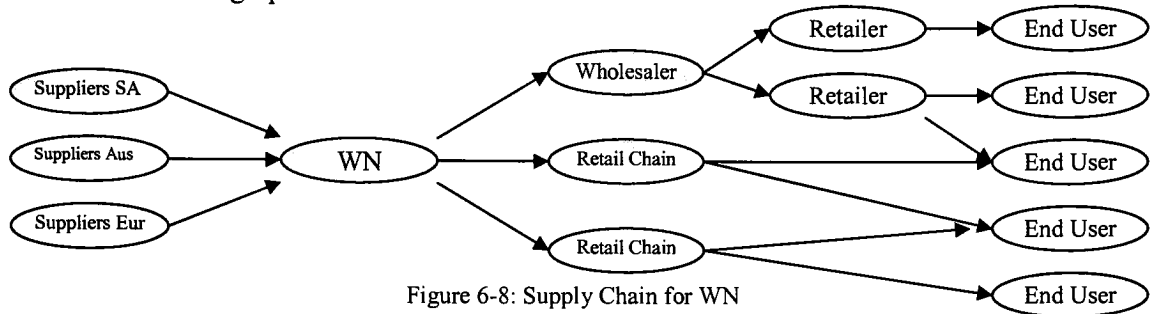 Retailer
End User
Wholesaler
Suppliers SA
Retailer
End User
Suppliers Aus
WN
Retail Chain
End User
Suppliers Eur
End User
Retail Chain
Figure 6-8: Supply Chain for WN
End User